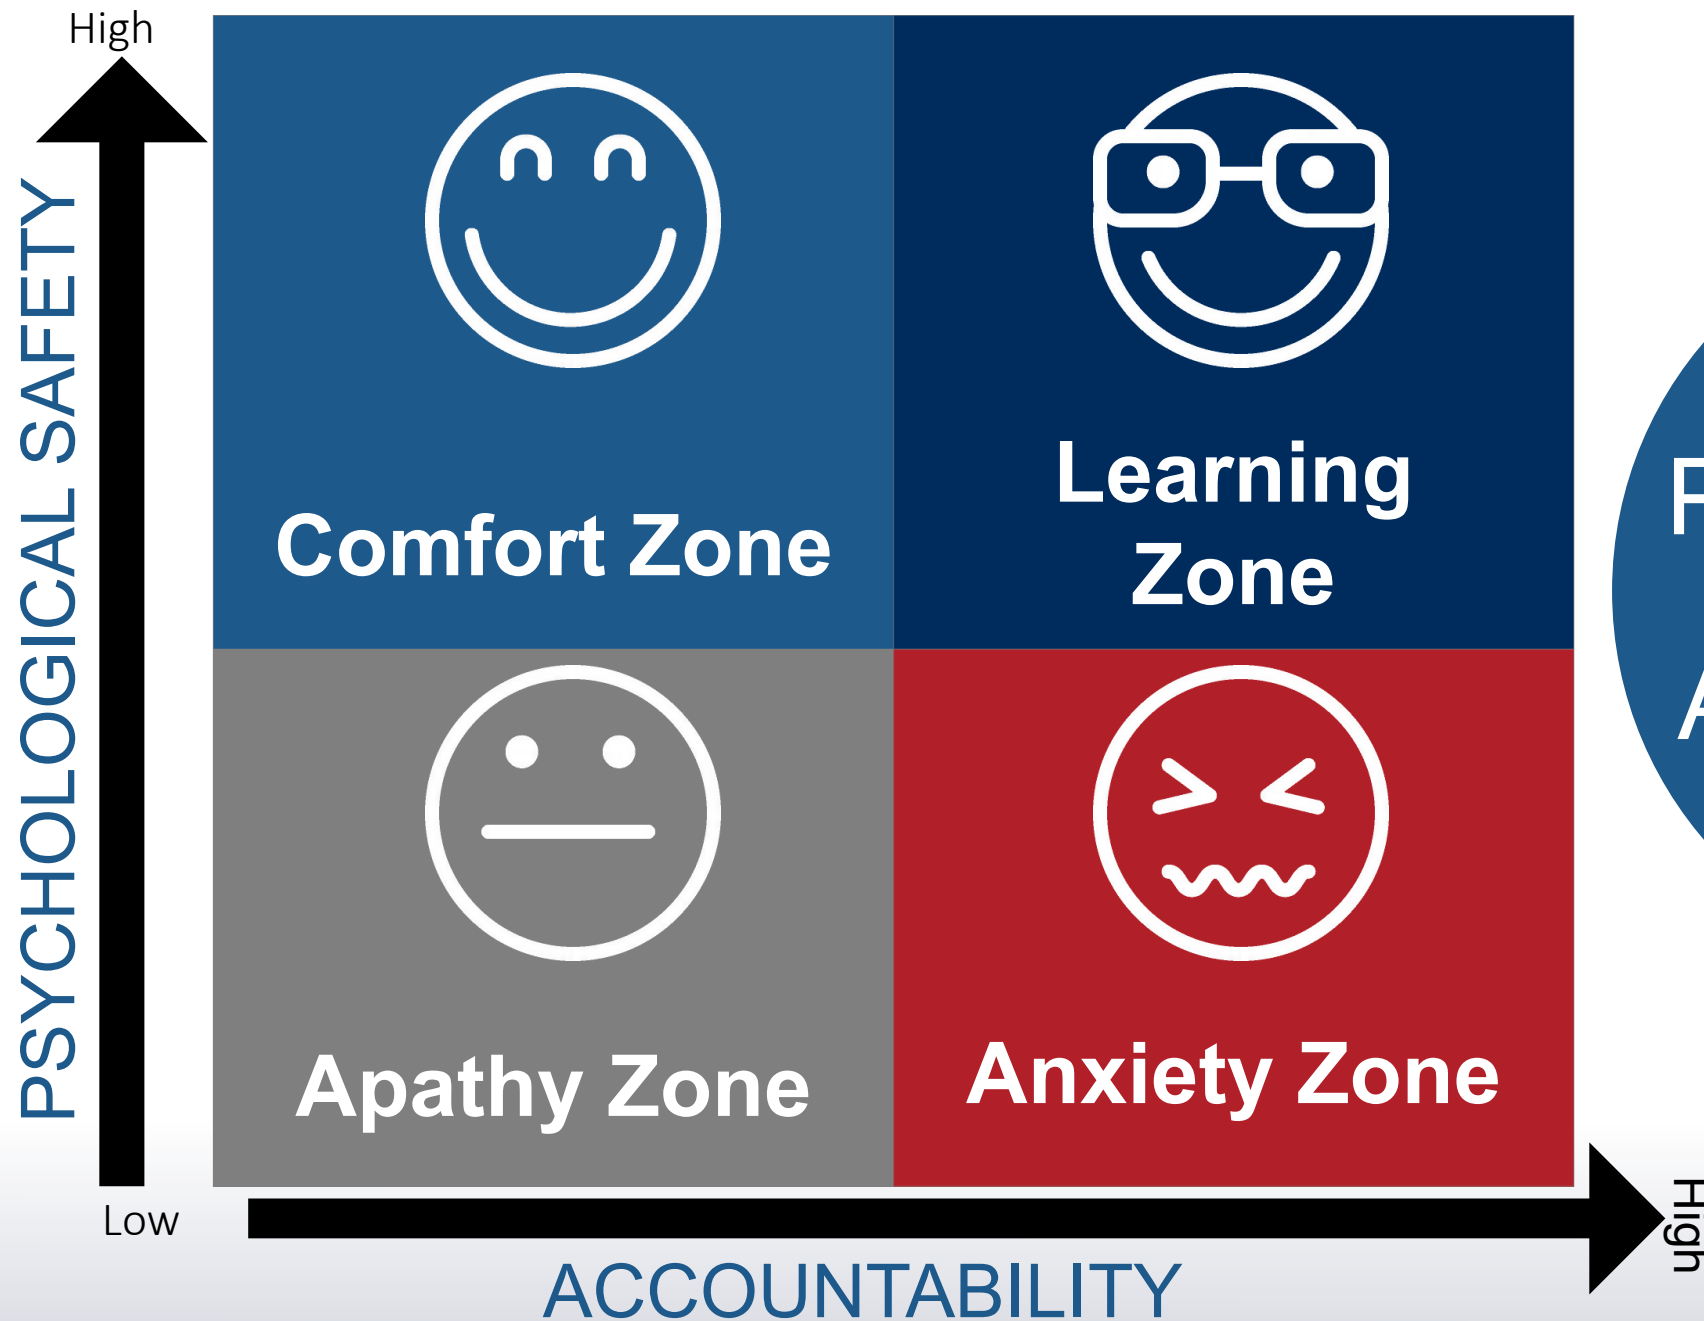 High
PSYCHOLOGICAL SAFETY
Comfort Zone
Learning
Zone
Apathy Zone
Anxiety Zone
Low
High
ACCOUNTABILITY